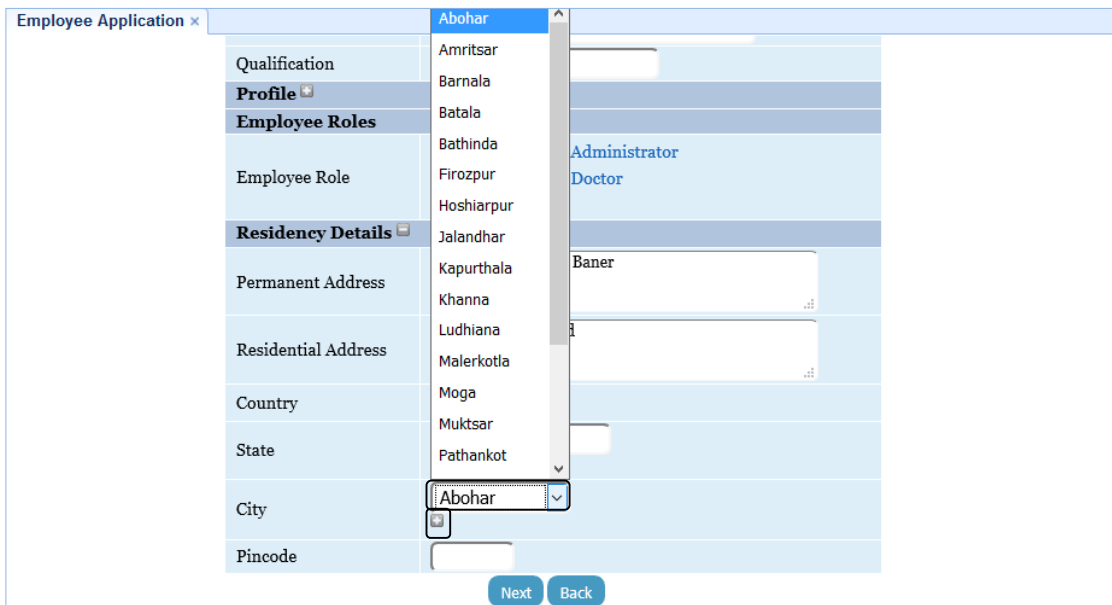 Employee Application ×
Abohar
Amritsar
Barnala
Batala
Bathinda
Firozpur
Hoshiarpur
Jalandhar
Kapurthala
Khanna
Ludhiana
Malerkotla
Moga
Muktsar
Pathankot
Qualification
Profile
Employee Roles
Employee Role
Administrator
Doctor
Residency Details
Permanent Address
Baner
Residential Address
Country
State
City
Abohar
Pincode
Next Back